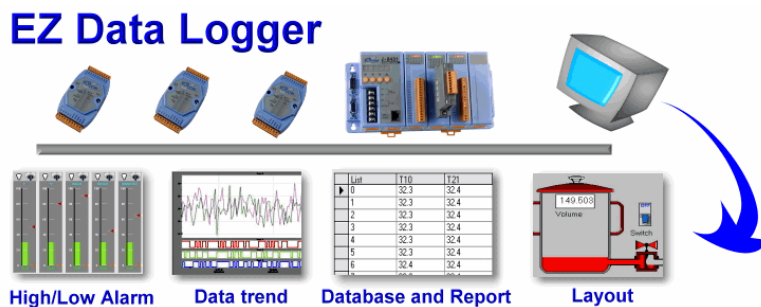 EZ Data Logger
List T10 T21
0 32.3 32.4
1 32.3 32.4
2 32.3 32.4
3 32.3 32.4
4 32.3 32.4
5 32.3 32.4
6 32.4 32.4
149.503
Volume
OFF
Switch
High/Low Alarm
Data trend
Database and Report
Layout